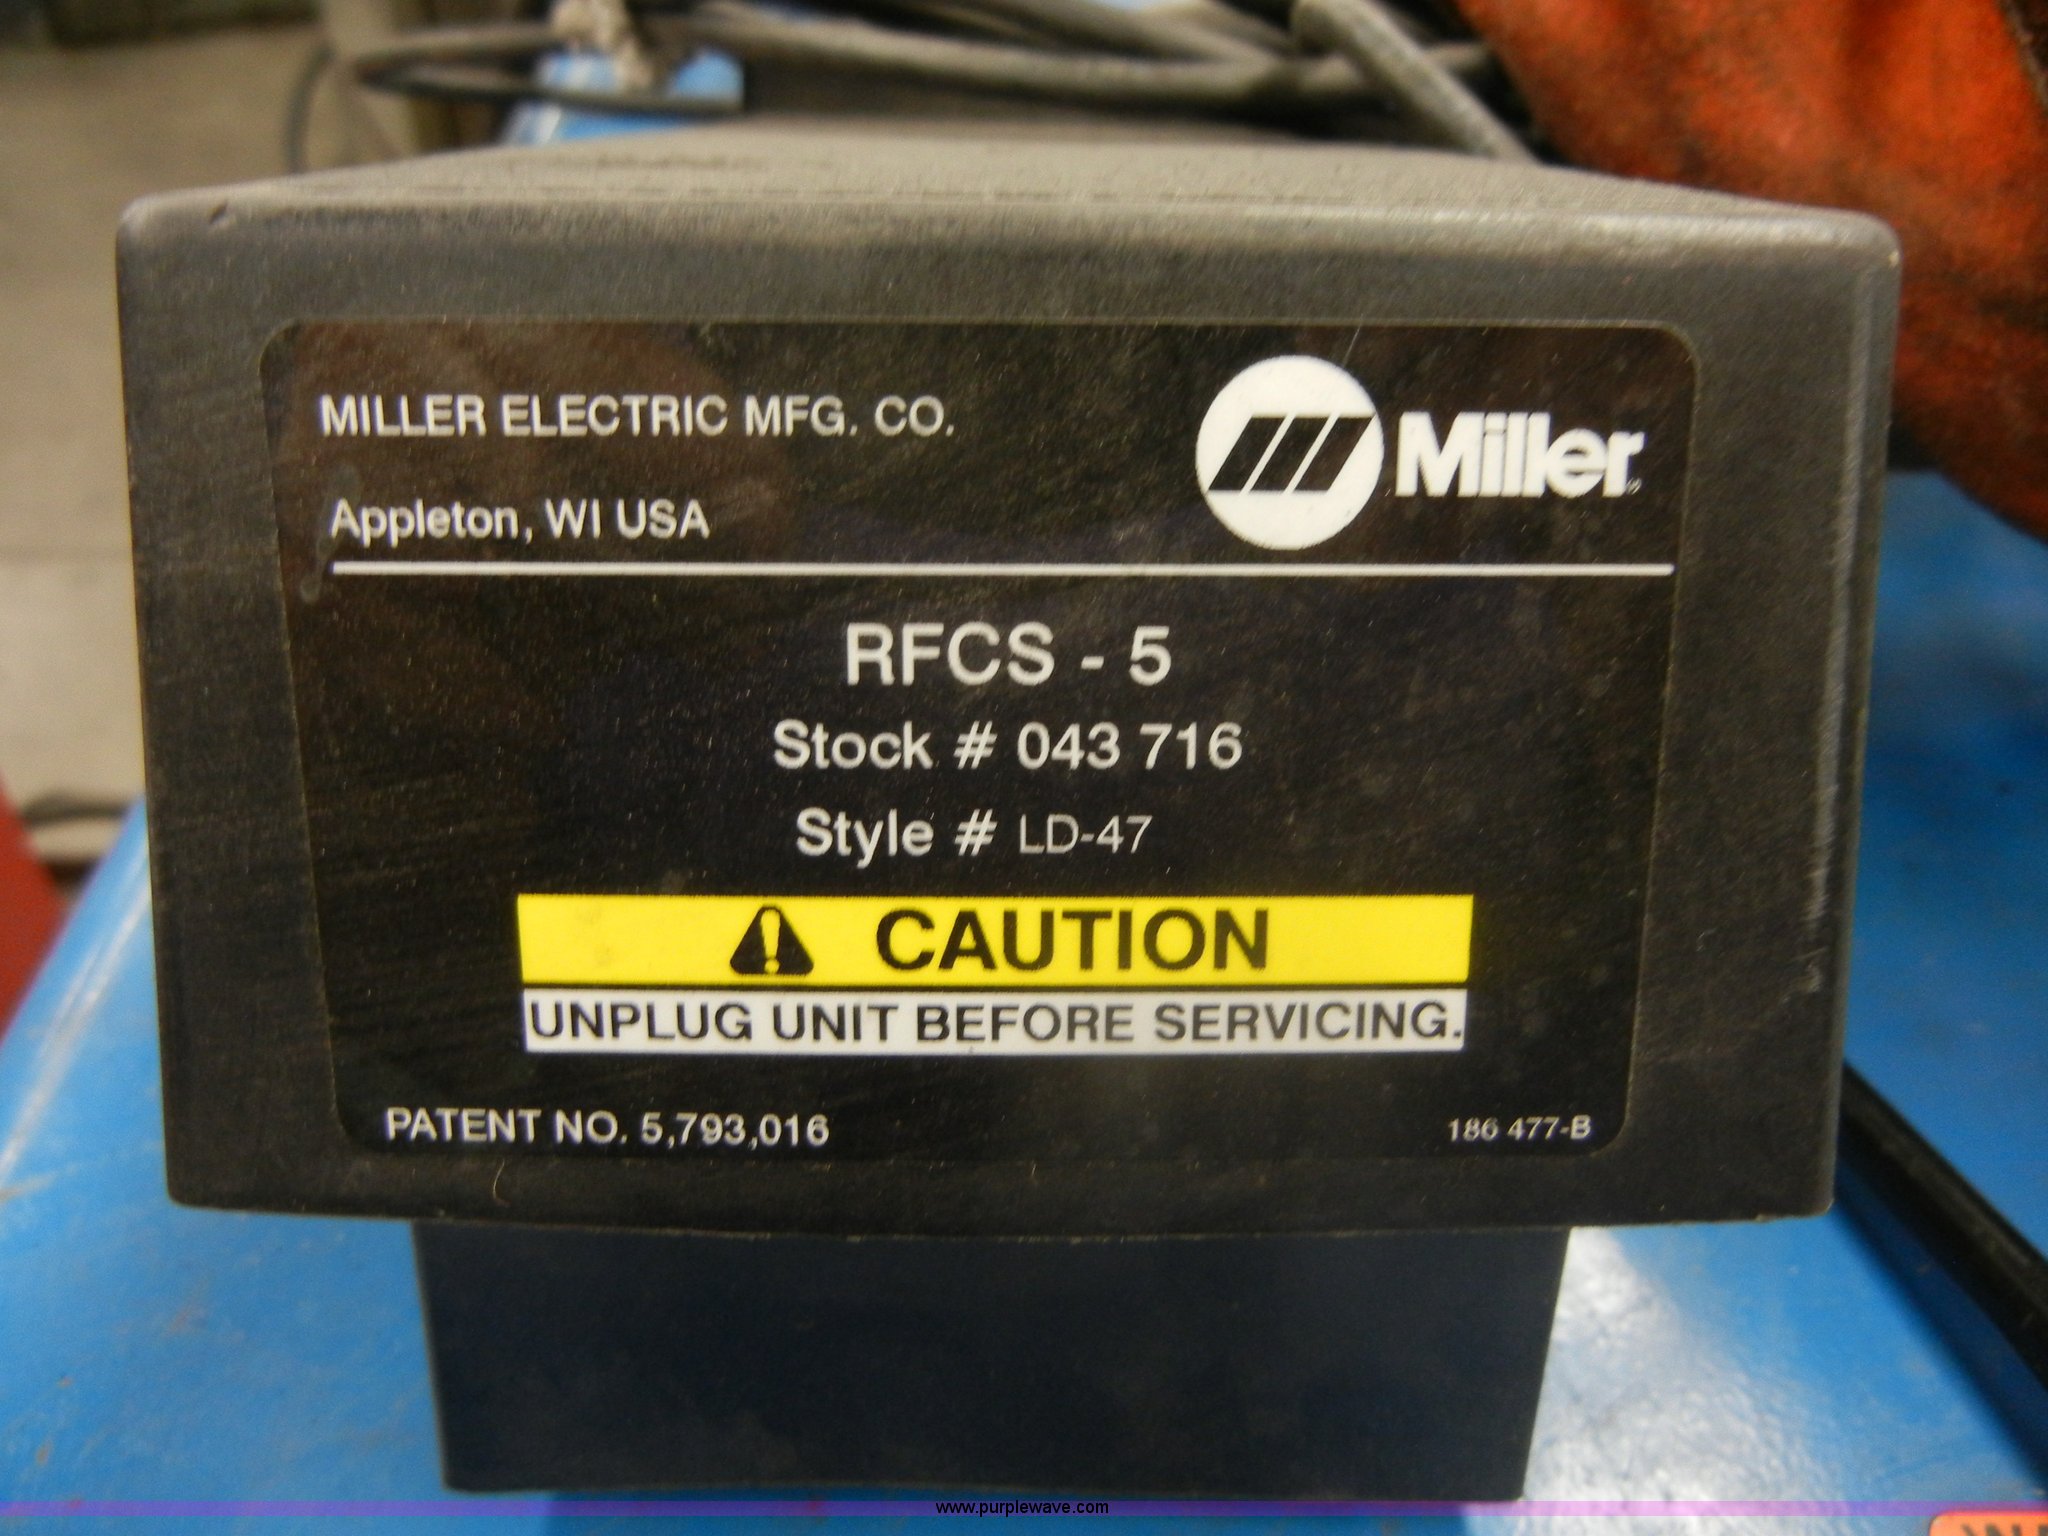 MILLER ELECTRIC MFG. CO.
Miller®
Appleton, WI USA
RFCS - 5
Stock # 043 716
Style # LD-47
CAUTION
UNPLUG UNIT BEFORE SERVICING.
PATENT NO. 5,793,016
186 477-B
www.purplewave.com